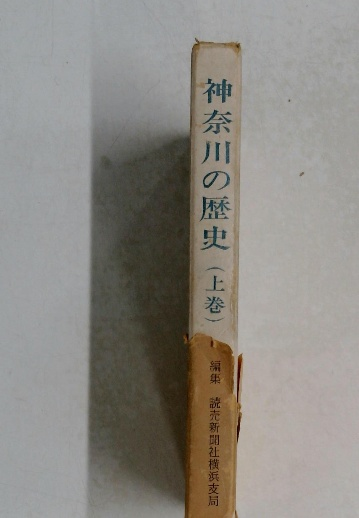 神奈川の歴史（上巻）
編集　読売新聞社横浜支局